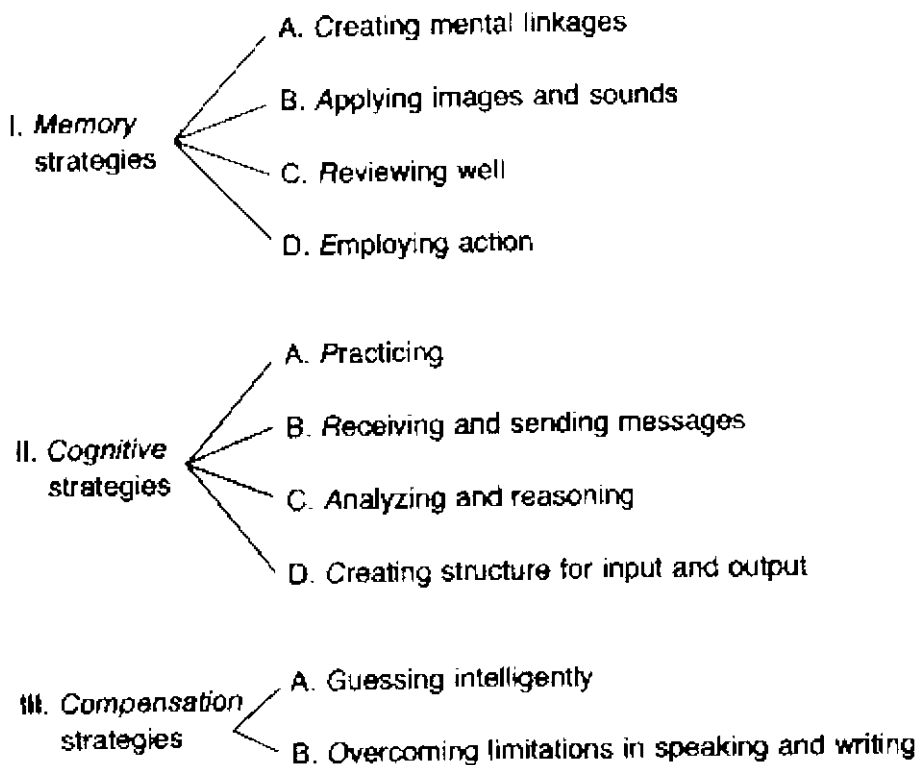 A. Creating mental linkages
B. Applying images and sounds
I. Memory
strategies
C. Reviewing well
D. Employing action
A. Practicing
B. Receiving and sending messages
II. Cognitive
strategies
C. Analyzing and reasoning
D. Creating structure for input and output
A. Guessing intelligently
III. Compensation
strategies
B. Overcoming limitations in speaking and writing